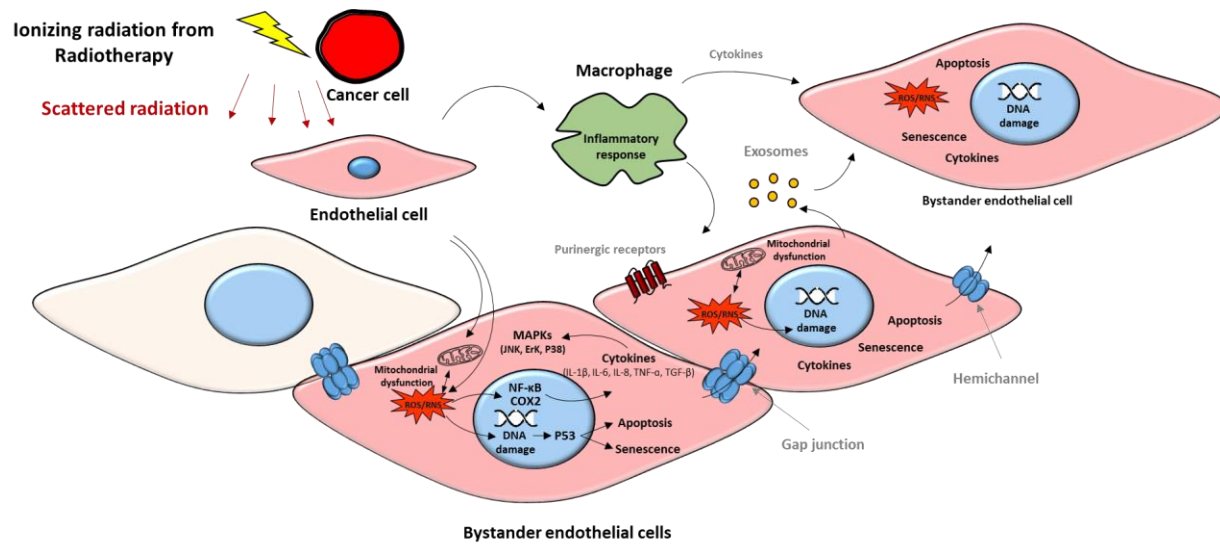 Ionizing radiation from
Radiotherapy
Cancer cell
Scattered radiation
Endothelial cell
Macrophage
Inflammatory
response
Cytokines
Apoptosis
ROS/RNS
DNA
damage
Senescence
Cytokines
Bystander endothelial cell
Exosomes
Purinergic receptors
Mitochondrial
dysfunction
ROS/RNS
DNA
damage
Apoptosis
Senescence
Cytokines
Hemichannel
MAPKs
(JNK, ErK, P38)
Mitochondrial
dysfunction
Cytokines
(IL-1β, IL-6, IL-8, TNF-α, TGF-β)
ROS/RNS
NF-κB
COX2
DNA
damage
P53
Apoptosis
Senescence
Gap junction
Bystander endothelial cells